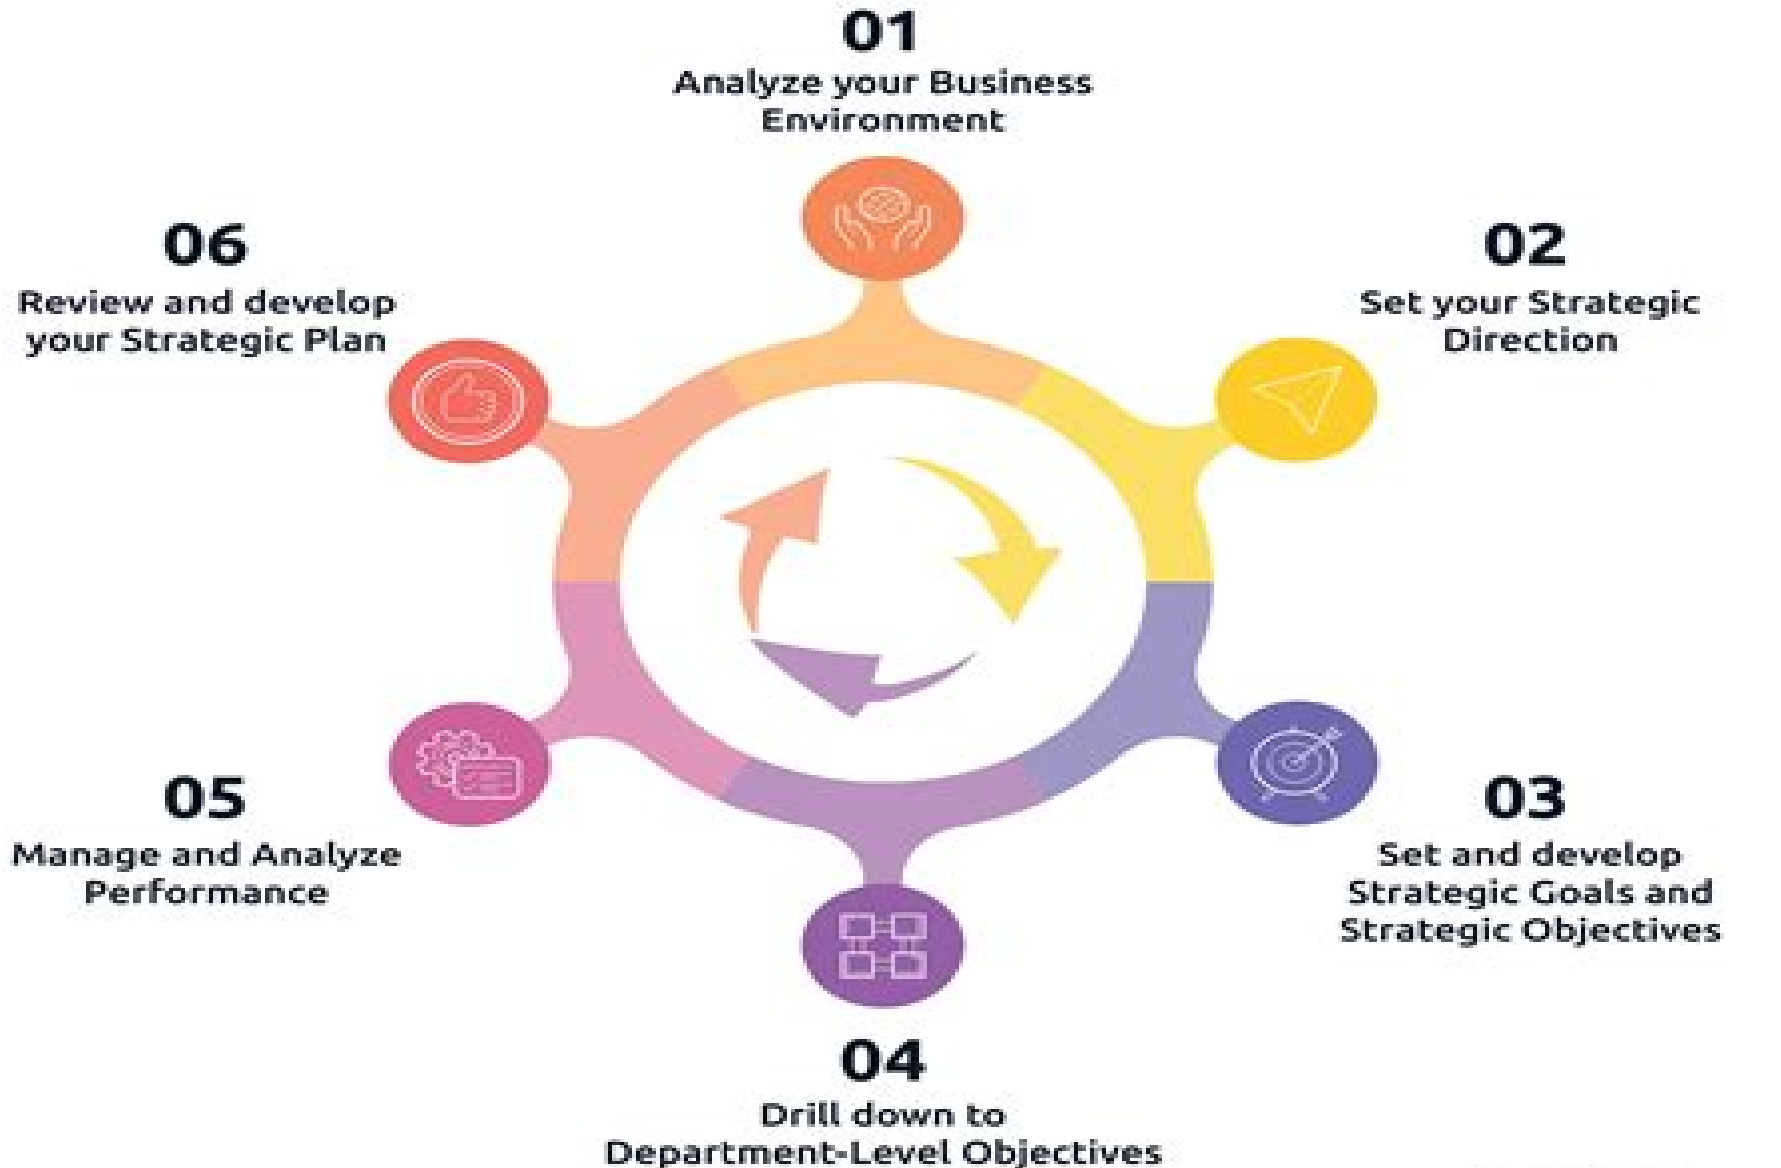 01
Analyze your Business
Environment
02
Set your Strategic
Direction
03
Set and develop
Strategic Goals and
Strategic Objectives
04
Drill down to
Department-Level Objectives
05
Manage and Analyze
Performance
06
Review and develop
your Strategic Plan